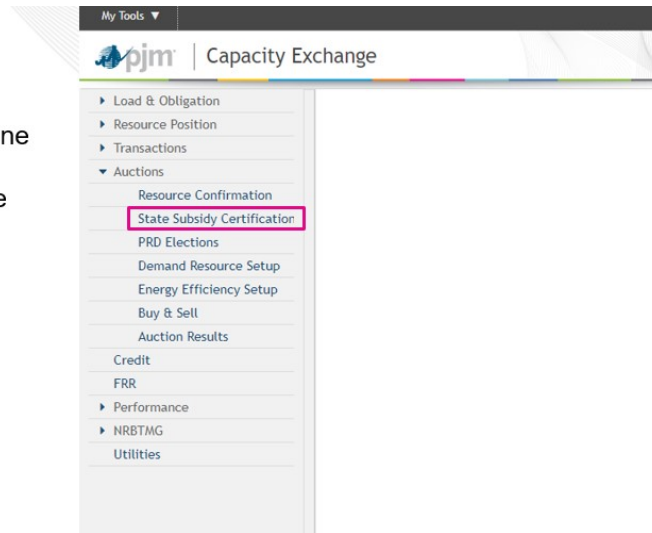 My Tools ▼
pjm Capacity Exchange
Load & Obligation
Resource Position
Transactions
Auctions
Resource Confirmation
State Subsidy Certification
PRD Elections
Demand Resource Setup
Energy Efficiency Setup
Buy & Sell
Auction Results
Credit
FRR
Performance
NRBTMG
Utilities
ne
e